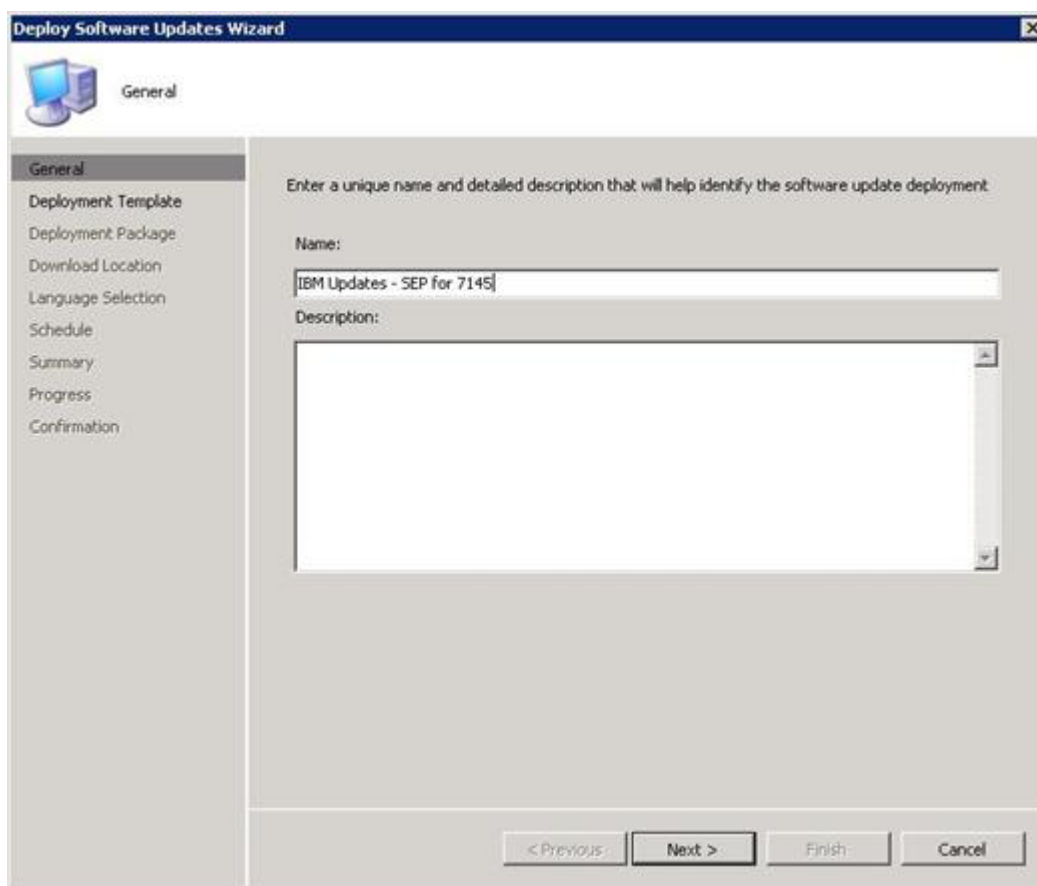 Deploy Software Updates Wizard
General
General
Deployment Template
Deployment Package
Download Location
Language Selection
Schedule
Summary
Progress
Confirmation
Enter a unique name and detailed description that will help identify the software update deployment
Name:
IBM Updates - SEP for 7145
Description:
< Previous
Next >
Finish
Cancel